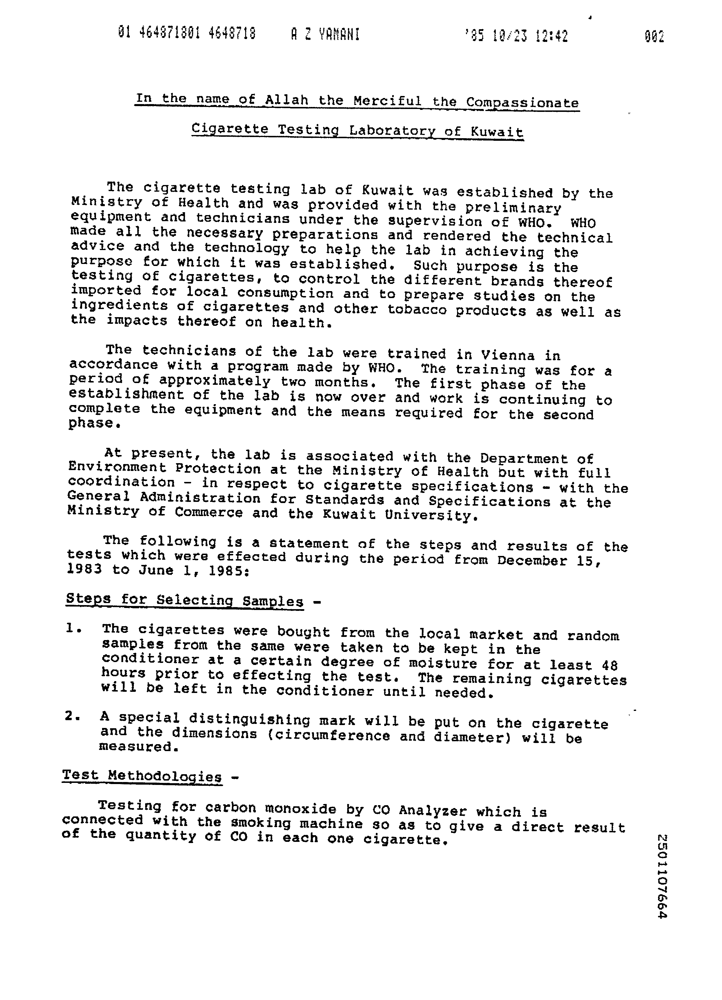 01 464871801 4648718 A Z YAMANI '85 10/23 12:42 002
In the name of Allah the Merciful the Compassionate
Cigarette Testing Laboratory of Kuwait
The cigarette testing lab of Kuwait was established by the
Ministry of Health and was provided with the preliminary
equipment and technicians under the supervision of WHO. WHO
made all the necessary preparations and rendered the technical
advice and the technology to help the lab in achieving the
purpose for which it was established. Such purpose is the
testing of cigarettes, to control the different brands thereof
imported for local consumption and to prepare studies on the
ingredients of cigarettes and other tobacco products as well as
the impacts thereof on health.
The technicians of the lab were trained in Vienna in
accordance with a program made by WHO. The training was for a
period of approximately two months. The first phase of the
establishment of the lab is now over and work is continuing to
complete the equipment and the means required for the second
phase.
At present, the lab is associated with the Department of
Environment Protection at the Ministry of Health but with full
coordination - in respect to cigarette specifications - with the
General Administration for Standards and Specifications at the
Ministry of Commerce and the Kuwait University.
The following is a statement of the steps and results of the
tests which were effected during the period from December 15,
1983 to June 1, 1985:
Steps for Selecting Samples -
1. The cigarettes were bought from the local market and random
samples from the same were taken to be kept in the
conditioner at a certain degree of moisture for at least 48
hours prior to effecting the test. The remaining cigarettes
will be left in the conditioner until needed.
2. A special distinguishing mark will be put on the cigarette
and the dimensions (circumference and diameter) will be
measured.
Test Methodologies -
Testing for carbon monoxide by CO Analyzer which is
connected with the smoking machine so as to give a direct result
of the quantity of CO in each one cigarette.
2501107664